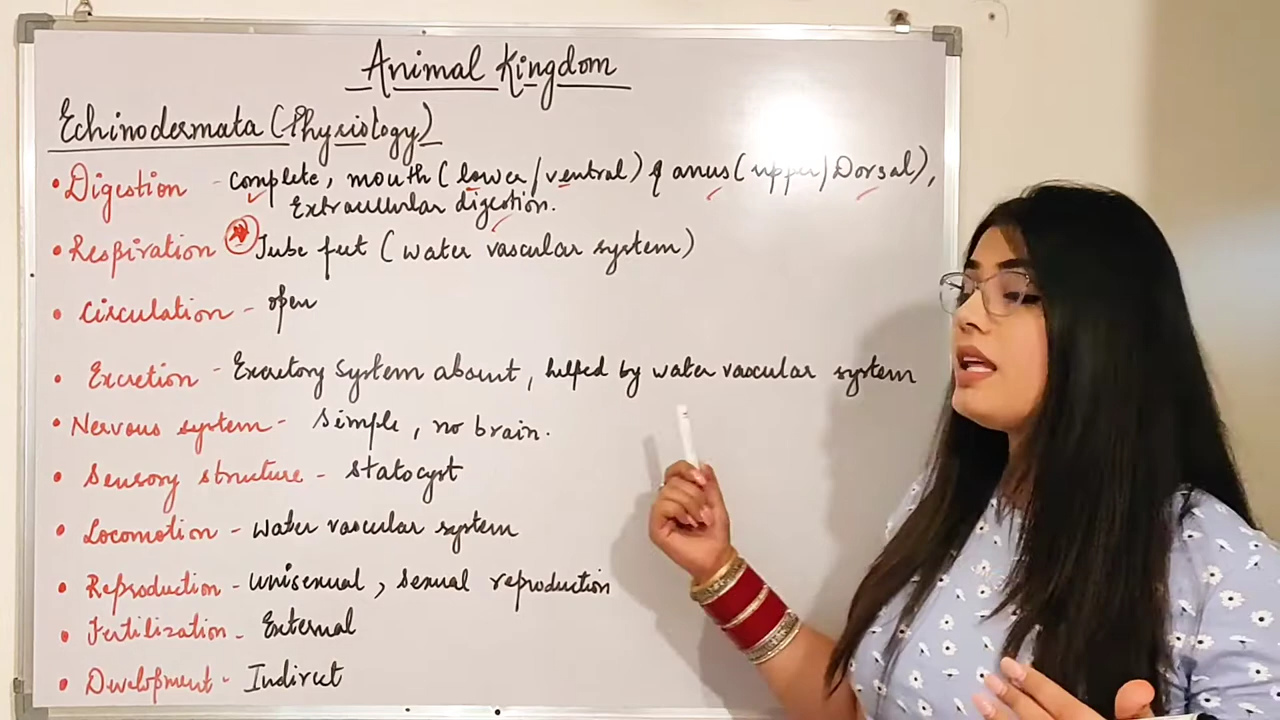 Animal Kingdom
Echinodermata (Physiology)
• Digestion - complete, mouth (lower/ventral) & anus (upper/Dorsal),
Extracellular digestion.
• Respiration Tube feet (water vascular system)
• Circulation - open
• Excretion - Excretory system absent, helped by water vascular system
• Nervous system - simple, no brain.
• Sensory structure - statocyst
• Locomotion - water vascular system
• Reproduction - unisexual, sexual reproduction
• Fertilization - External
• Development - Indirect